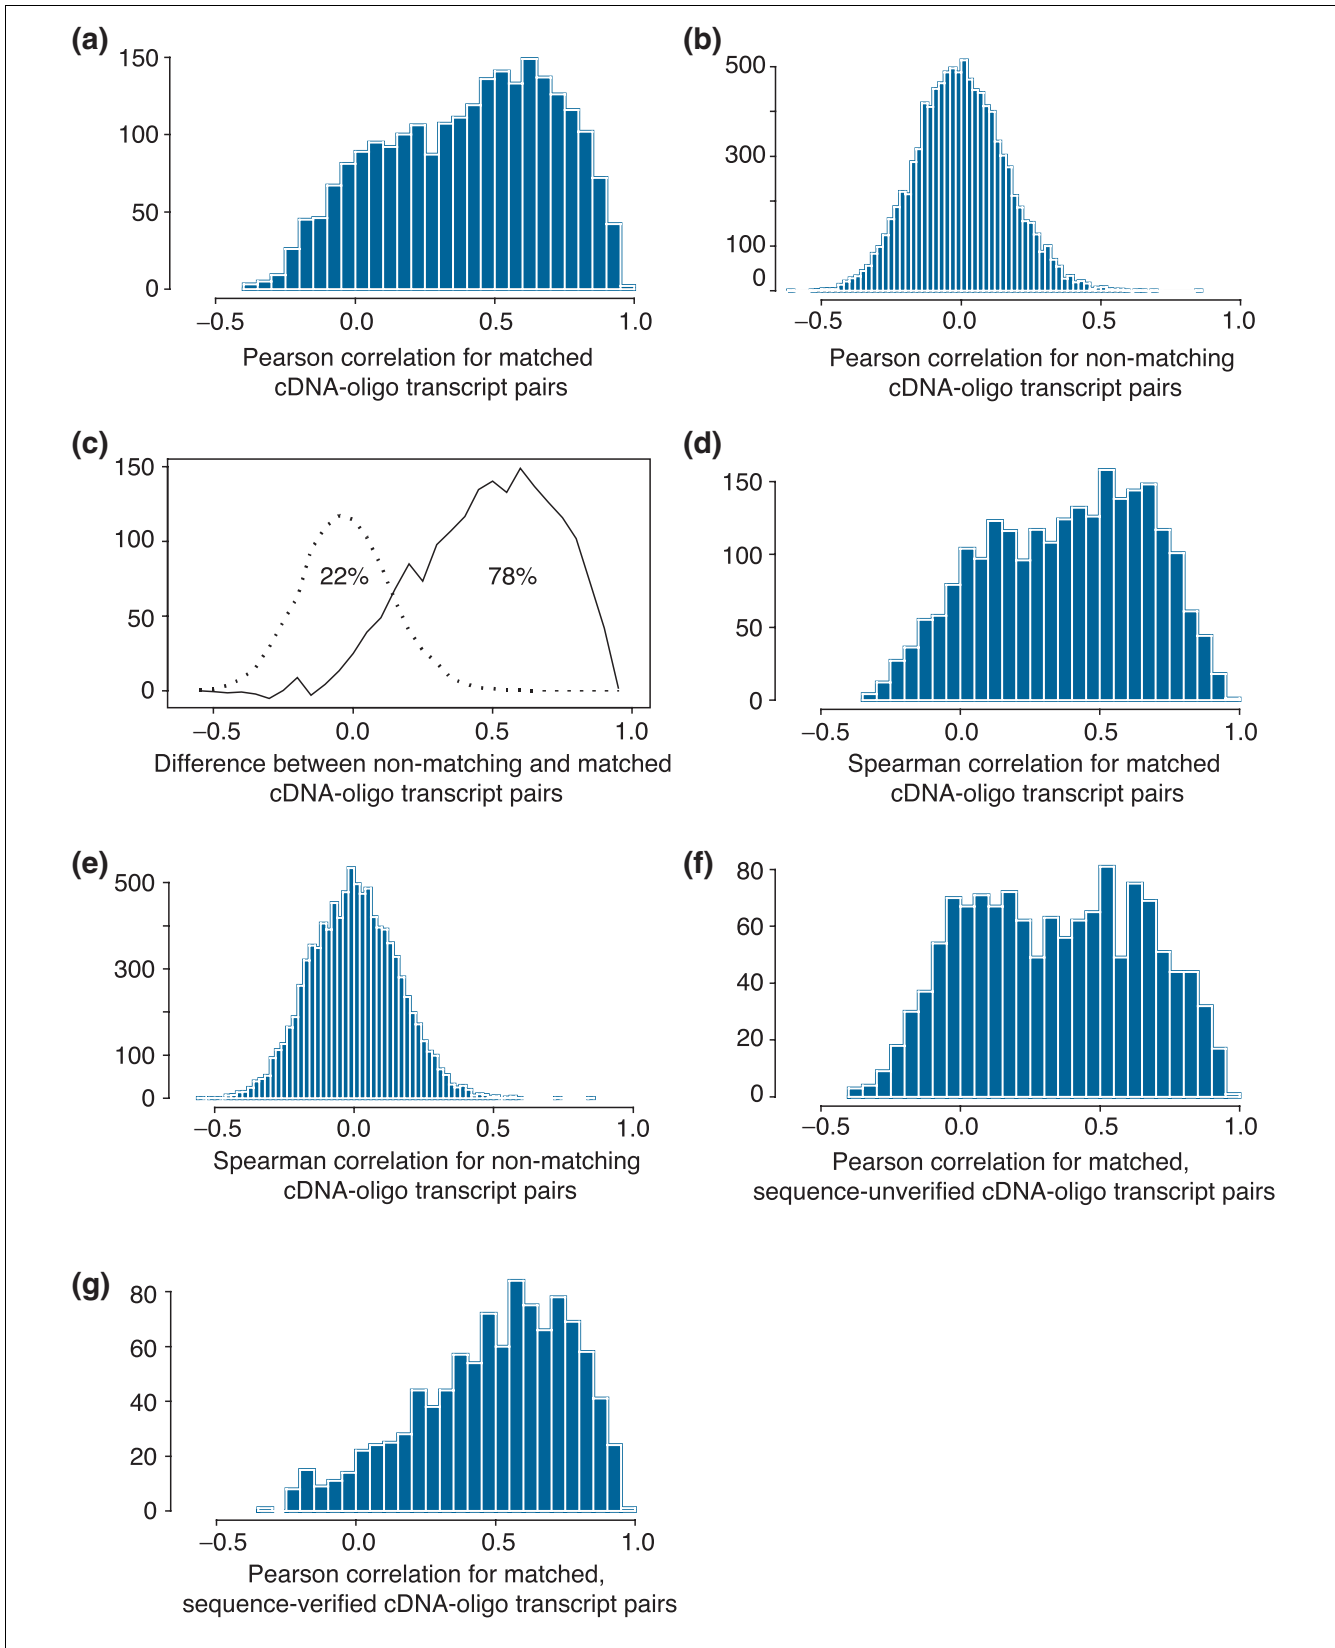 (a)
150
100
50
0
−0.5 0.0 0.5 1.0
Pearson correlation for matched
cDNA-oligo transcript pairs
(b)
500
300
100
0
−0.5 0.0 0.5 1.0
Pearson correlation for non-matching
cDNA-oligo transcript pairs
(c)
150
100
50
0
22% 78%
−0.5 0.0 0.5 1.0
Difference between non-matching and matched
cDNA-oligo transcript pairs
(d)
150
100
50
0
−0.5 0.0 0.5 1.0
Spearman correlation for matched
cDNA-oligo transcript pairs
(e)
500
300
100
0
−0.5 0.0 0.5 1.0
Spearman correlation for non-matching
cDNA-oligo transcript pairs
(f)
80
60
40
20
0
−0.5 0.0 0.5 1.0
Pearson correlation for matched,
sequence-unverified cDNA-oligo transcript pairs
(g)
80
60
40
20
0
−0.5 0.0 0.5 1.0
Pearson correlation for matched,
sequence-verified cDNA-oligo transcript pairs